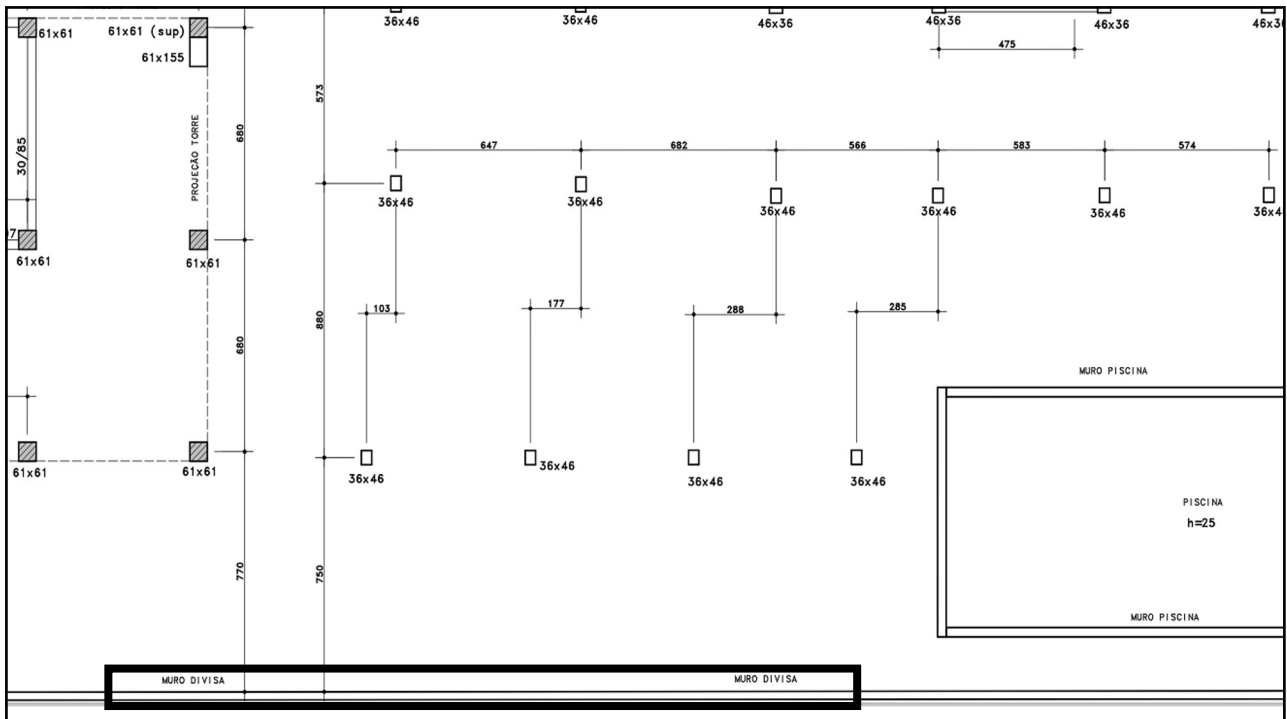 36x46
36x46
46x36
46x36
36x46
61x61
61x61 (sup)
61x155
475
573
680
PROJEÇÃO TORRE
30/85
647
682
566
583
574
36x46
36x46
36x46
36x46
36x46
61x61
61x61
103
177
288
285
880
680
MURO PISCINA
61x61
61x61
36x46
36x46
36x46
36x46
PISCINA
h=25
770
750
MURO PISCINA
MURO DIVISA
MURO DIVISA